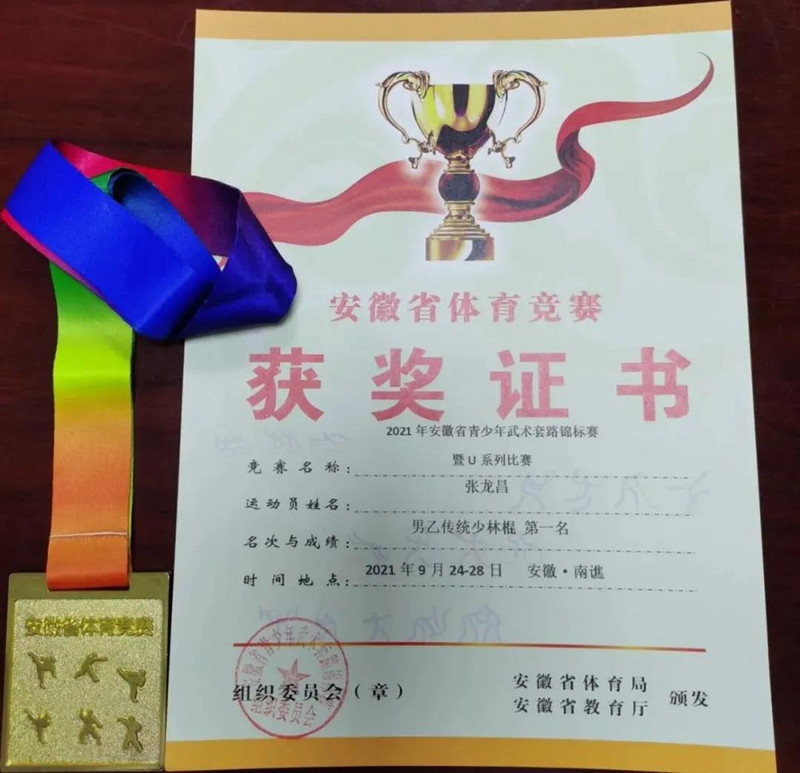 安徽省体育竞赛
获奖证书
2021年安徽省青少年武术套路锦标赛
竞赛名称：暨U系列比赛
运动员姓名：张龙昌
名次与成绩：男乙传统少林棍 第一名
时间地点：2021年9月24-28日 安徽·南谯
组织委员会（章）
安徽省体育局
安徽省教育厅
颁发
组织委员会
安徽省体育竞赛